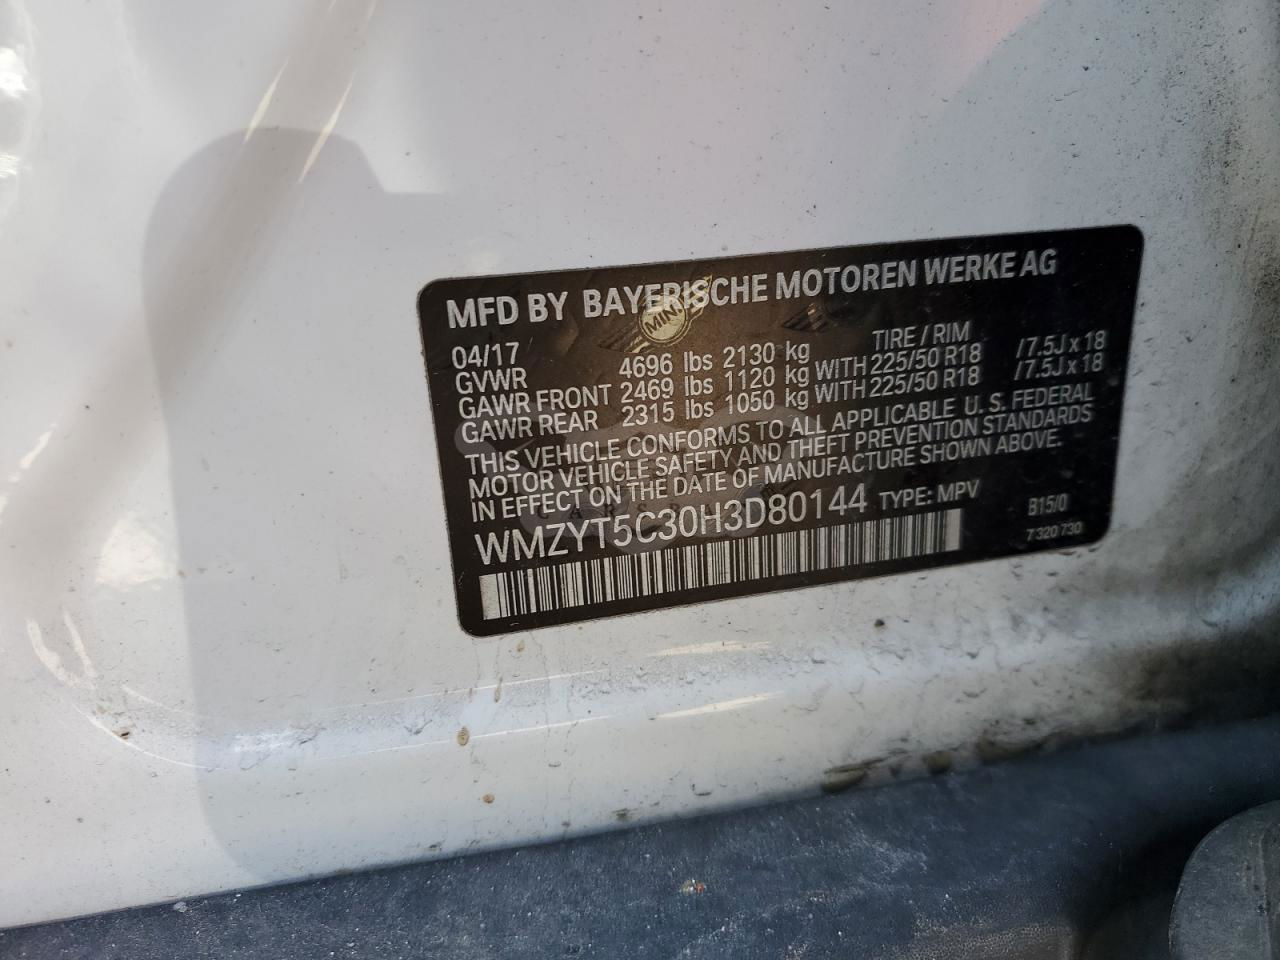 MFD BY BAYERISCHE MOTOREN WERKE AG
MINI
04/17 TIRE / RIM
GVWR 4696 lbs 2130 kg
GAWR FRONT 2469 lbs 1120 kg WITH 225/50 R18 /7.5J x 18
GAWR REAR 2315 lbs 1050 kg WITH 225/50 R18 /7.5J x 18
THIS VEHICLE CONFORMS TO ALL APPLICABLE U. S. FEDERAL
MOTOR VEHICLE SAFETY AND THEFT PREVENTION STANDARDS
IN EFFECT ON THE DATE OF MANUFACTURE SHOWN ABOVE.
WMZYT5C30H3D80144 TYPE: MPV B15/0
7 320 730